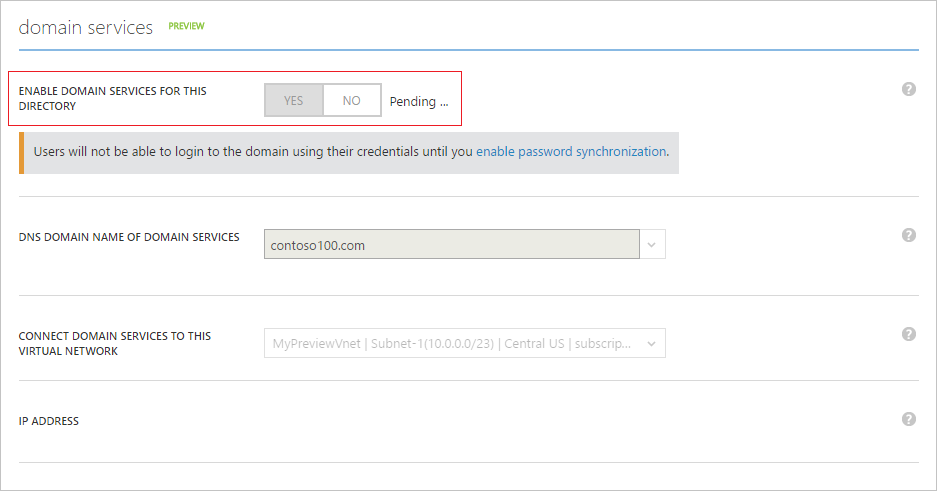 domain services PREVIEW
ENABLE DOMAIN SERVICES FOR THIS
DIRECTORY
YES NO Pending ...
?
Users will not be able to login to the domain using their credentials until you enable password synchronization.
DNS DOMAIN NAME OF DOMAIN SERVICES
contoso100.com
?
CONNECT DOMAIN SERVICES TO THIS
VIRTUAL NETWORK
MyPreviewVnet | Subnet-1(10.0.0.0/23) | Central US | subscrip...
?
IP ADDRESS
?